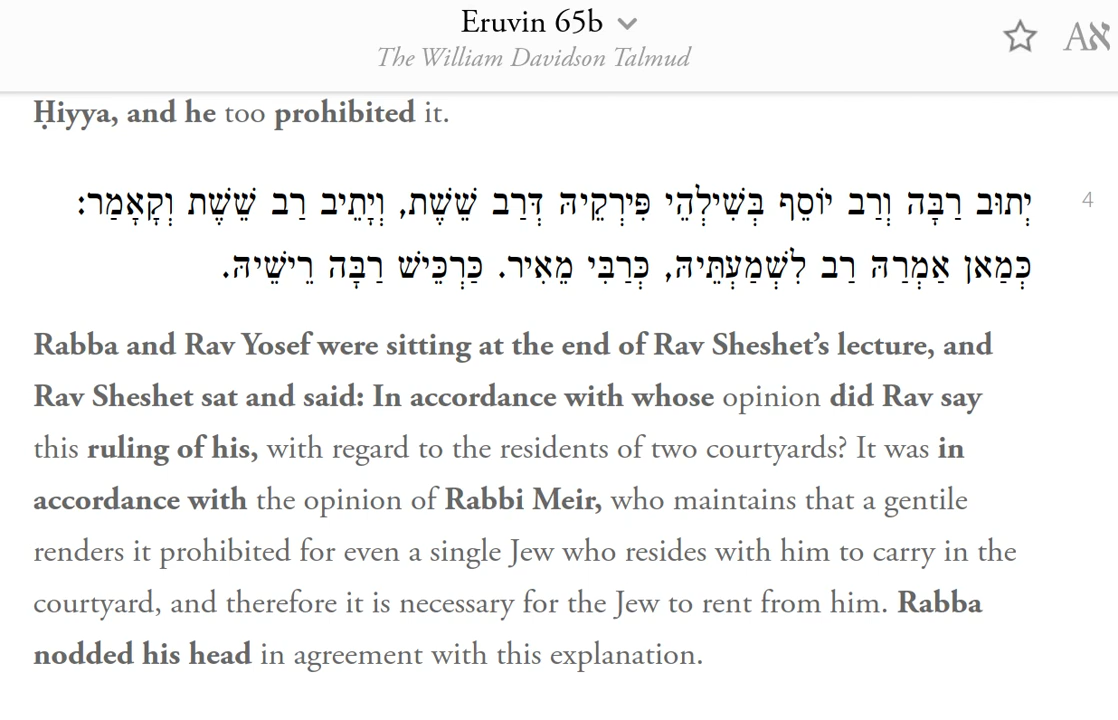 Eruvin 65b
The William Davidson Talmud
Aא
Ḥiyya, and he too prohibited it.
4
יְתוּב רַבָּה וְרַב יוֹסֵף בְּשִׁילְהֵי פִּירְקֵיהּ דְּרַב שֵׁשֶׁת, וְיָתֵיב רַב שֵׁשֶׁת וְקָאָמַר:
כְּמַאן אַמְרַהּ רַב לִשְׁמַעְתֵּיהּ, כְּרַבִּי מֵאִיר. כַּרְכֵּישׁ רַבָּה רֵישֵׁיהּ.
Rabba and Rav Yosef were sitting at the end of Rav Sheshet’s lecture, and
Rav Sheshet sat and said: In accordance with whose opinion did Rav say
this ruling of his, with regard to the residents of two courtyards? It was in
accordance with the opinion of Rabbi Meir, who maintains that a gentile
renders it prohibited for even a single Jew who resides with him to carry in the
courtyard, and therefore it is necessary for the Jew to rent from him. Rabba
nodded his head in agreement with this explanation.